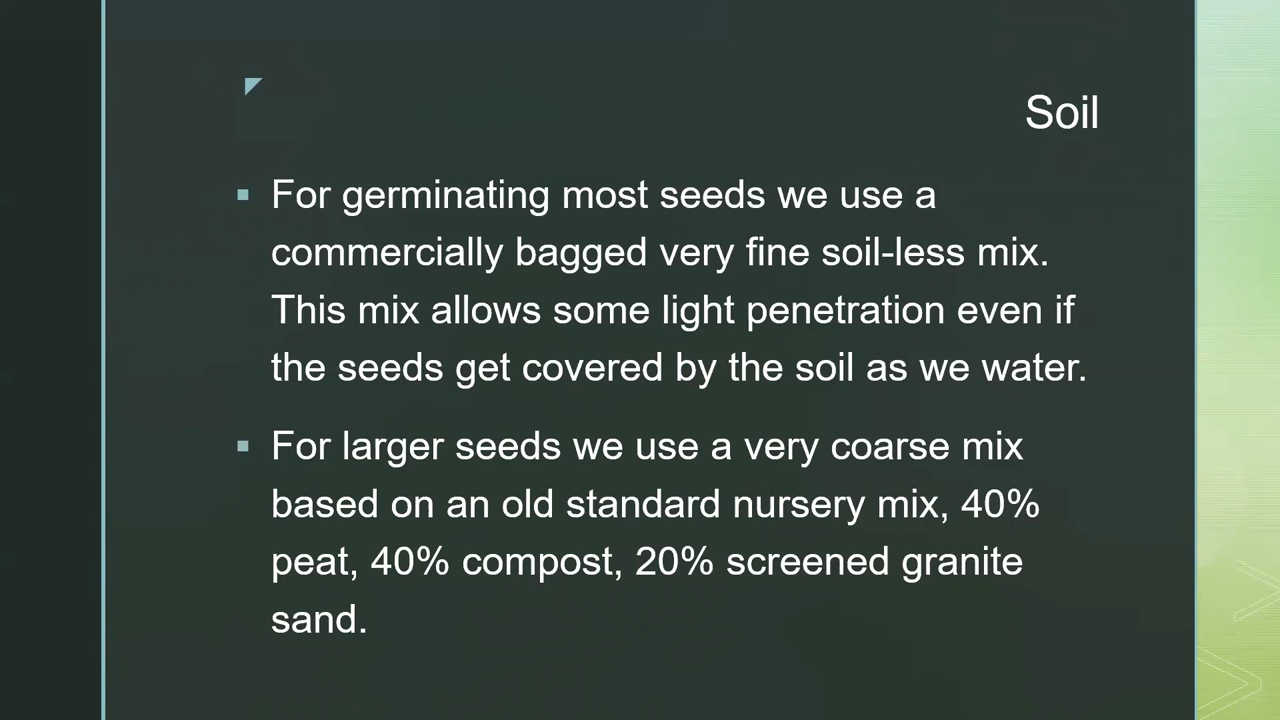 Soil
For germinating most seeds we use a
commercially bagged very fine soil-less mix.
This mix allows some light penetration even if
the seeds get covered by the soil as we water.
For larger seeds we use a very coarse mix
based on an old standard nursery mix, 40%
peat, 40% compost, 20% screened granite
sand.